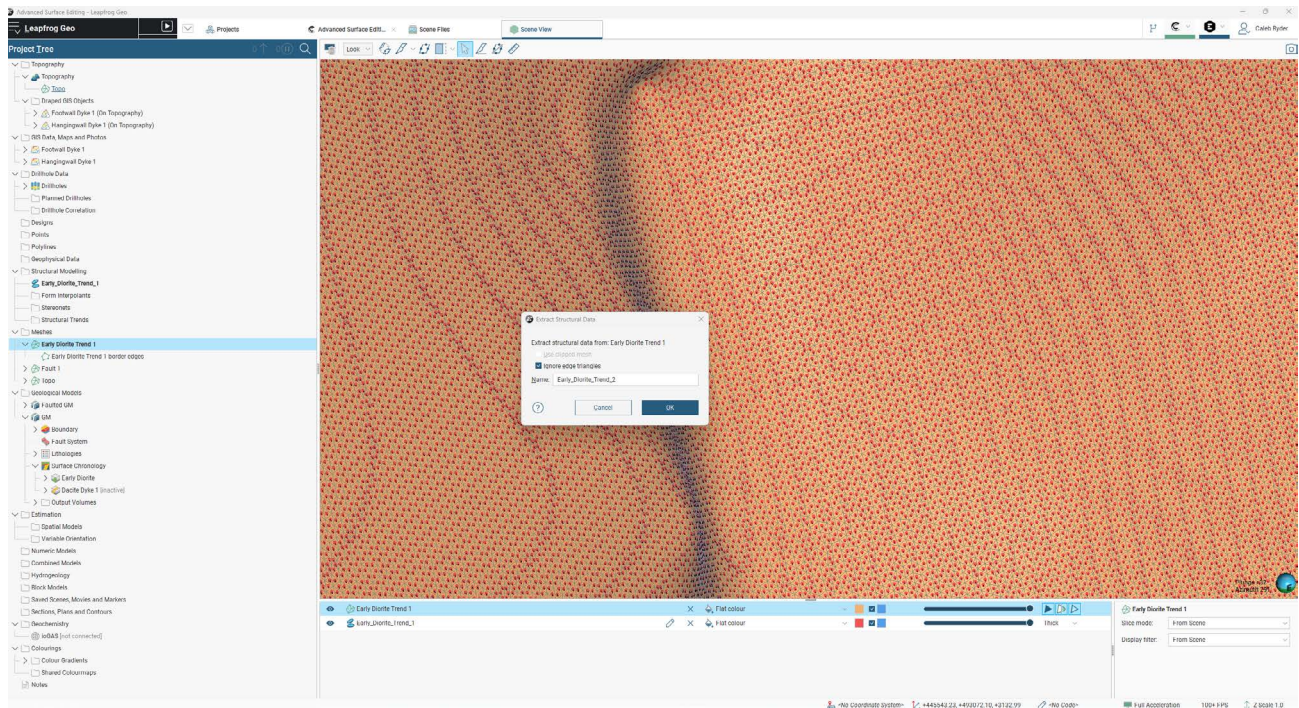 Advanced Surface Editing - Leapfrog Geo
Leapfrog Geo
Projects
Advanced Surface Editi...
Scene Files
Scene View
Caleb Ryder
Project Tree
Look
Topography
Topography
Topo
Draped GIS Objects
Footwall Dyke 1 (On Topography)
Hangingwall Dyke 1 (On Topography)
GIS Data, Maps and Photos
Footwall Dyke 1
Hangingwall Dyke 1
Drillhole Data
Drillholes
Planned Drillholes
Drillhole Correlation
Designs
Points
Polylines
Geophysical Data
Structural Modelling
Early_Diorite_Trend_1
Form Interpolants
Stereonets
Structural Trends
Meshes
Early Diorite Trend 1
Early Diorite Trend 1 border edges
Fault 1
Topo
Geological Models
Faulted GM
GM
Boundary
Fault System
Lithologies
Surface Chronology
Early Diorite
Dacite Dyke 1 [inactive]
Output Volumes
Estimation
Spatial Models
Variable Orientation
Numeric Models
Combined Models
Hydrogeology
Block Models
Saved Scenes, Movies and Markers
Sections, Plans and Contours
Geochemistry
ioGAS [not connected]
Colourings
Colour Gradients
Shared Colourmaps
Notes
Extract Structural Data
Extract structural data from: Early Diorite Trend 1
Use clipped mesh
Ignore edge triangles
Name: Early_Diorite_Trend_2
Cancel
OK
Early Diorite Trend 1
Flat colour
Early_Diorite_Trend_1
Flat colour
Thick
Early Diorite Trend 1
Slice mode: From Scene
Display filter: From Scene
<No Coordinate System>
+445543.23, +493072.10, +3132.99
<No Code>
Full Acceleration
100+ FPS
Z Scale 1.0